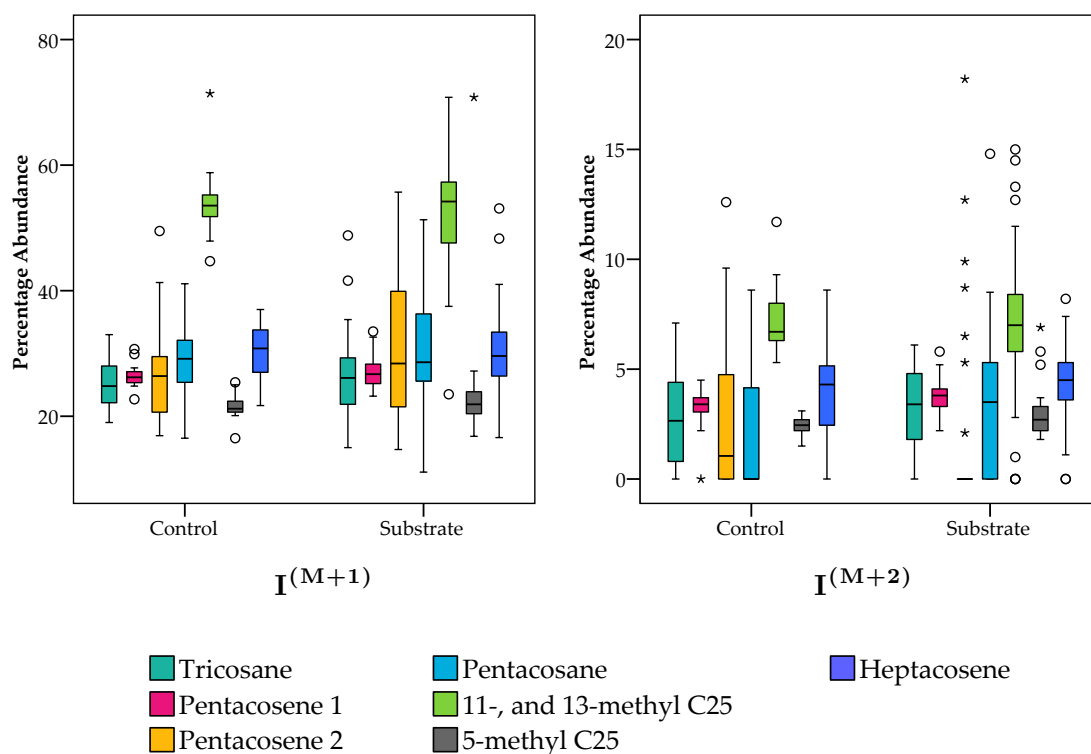 80
60
40
20
Percentage Abundance
Control
Substrate
I(M+1)
20
15
10
5
0
Percentage Abundance
Control
Substrate
I(M+2)
Tricosane
Pentacosane
Heptacosene
Pentacosene 1
11-, and 13-methyl C25
Pentacosene 2
5-methyl C25